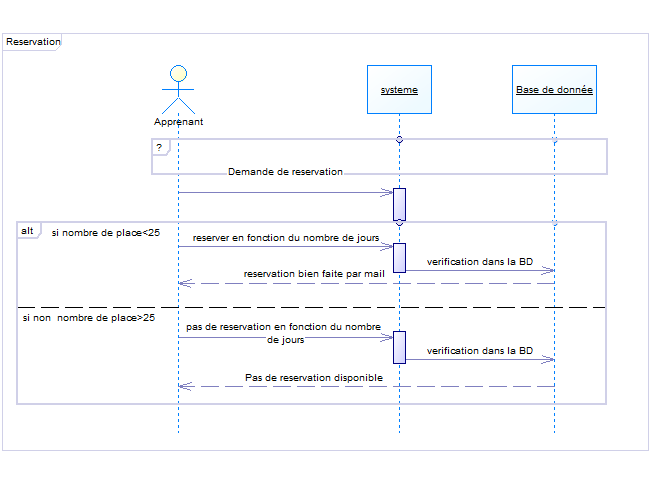 Reservation
systeme
Base de donnée
Apprenant
?
Demande de reservation
alt
si nombre de place<25
reserver en fonction du nombre de jours
verification dans la BD
reservation bien faite par mail
si non nombre de place>25
pas de reservation en fonction du nombre
de jours
verification dans la BD
Pas de reservation disponible